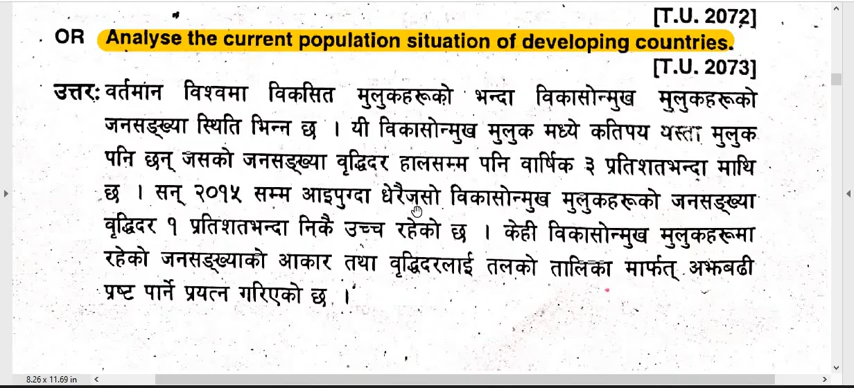 [T.U. 2072]
OR Analyse the current population situation of developing countries.
[T.U. 2073]
उत्तरः वर्तमान विश्वमा विकसित मुलुकहरूको भन्दा विकासोन्मुख मुलुकहरूको
जनसङ्ख्या स्थिति भिन्न छ । यी विकासोन्मुख मुलुक मध्ये कतिपय यस्ता मुलुक
पनि छन् जसको जनसङ्ख्या वृद्धिदर हालसम्म पनि वार्षिक ३ प्रतिशतभन्दा माथि
छ । सन् २०१५ सम्म आइपुग्दा धेरैजसो विकासोन्मुख मुलुकहरूको जनसङ्ख्या
वृद्धिदर १ प्रतिशतभन्दा निकै उच्च रहेको छ । केही विकासोन्मुख मुलुकहरूमा
रहेको जनसङ्ख्याको आकार तथा वृद्धिदरलाई तलको तालिका मार्फत् अझबढी
प्रष्ट पार्ने प्रयत्न गरिएको छ ।
8.26 x 11.69 in